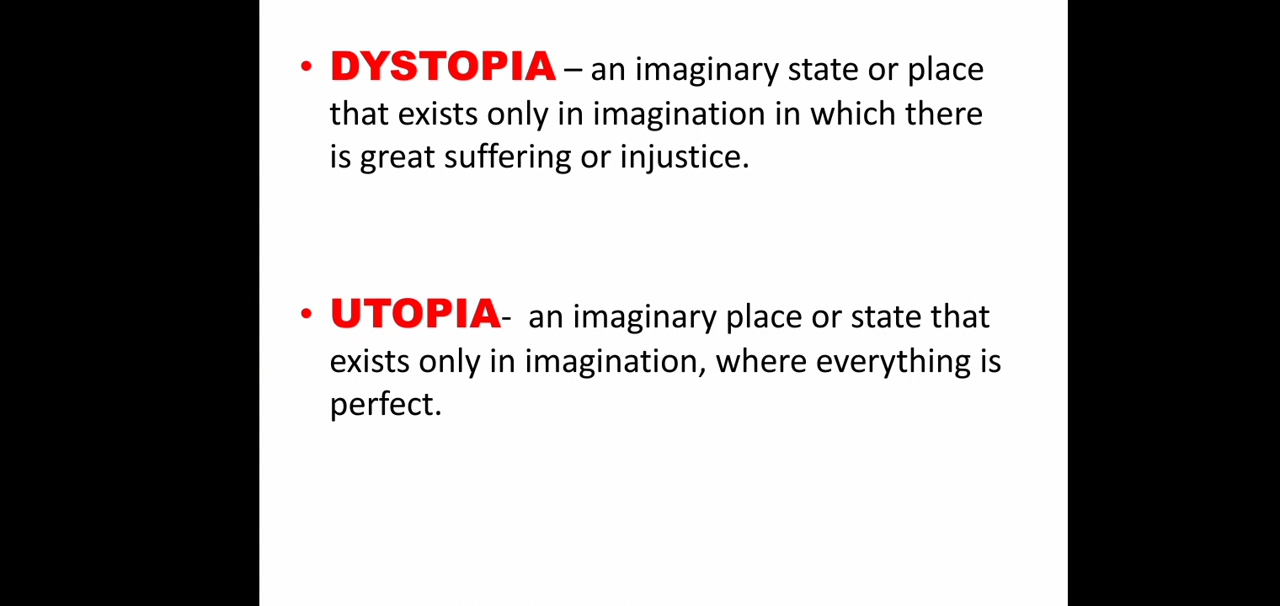 • DYSTOPIA – an imaginary state or place
that exists only in imagination in which there
is great suffering or injustice.
• UTOPIA- an imaginary place or state that
exists only in imagination, where everything is
perfect.